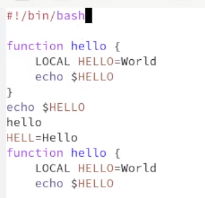 #!/bin/bash
function hello {
    LOCAL HELLO=World
    echo $HELLO
}
echo $HELLO
hello
HELL=Hello
function hello {
    LOCAL HELLO=World
    echo $HELLO